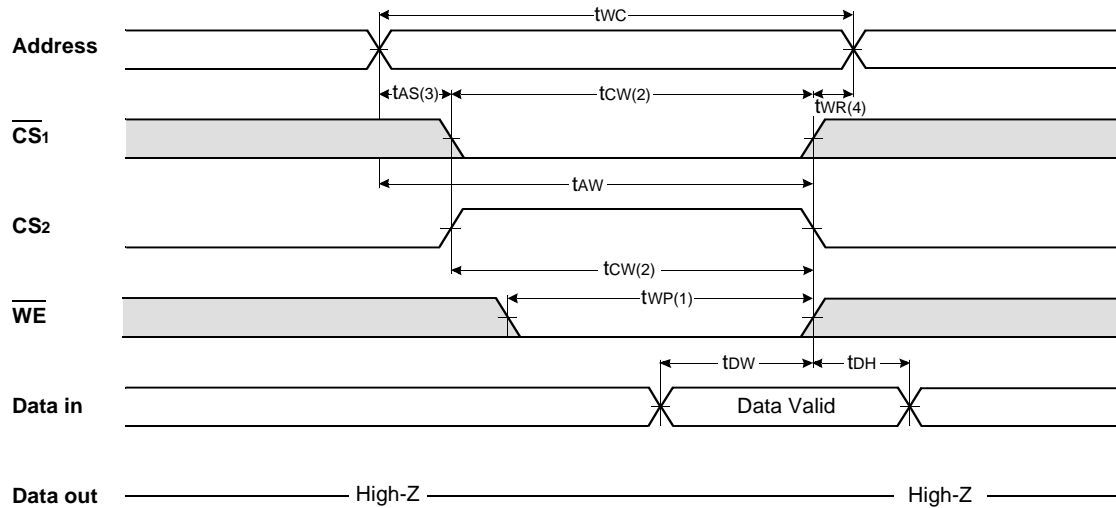 tWC
Address
tAS(3)
tCW(2)
tWR(4)
CS1
tAW
CS2
tCW(2)
tWP(1)
WE
tDW
tDH
Data in
Data Valid
Data out
High-Z
High-Z